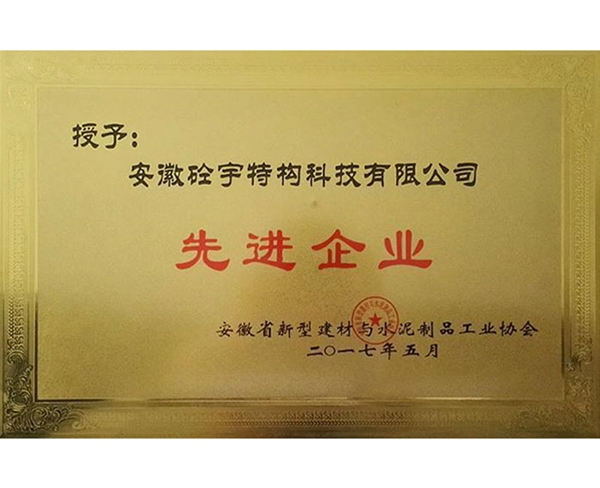 授予：
安徽砼宇特构科技有限公司
先进企业
安徽省新型建材与水泥制品工业协会
二〇一七年五月